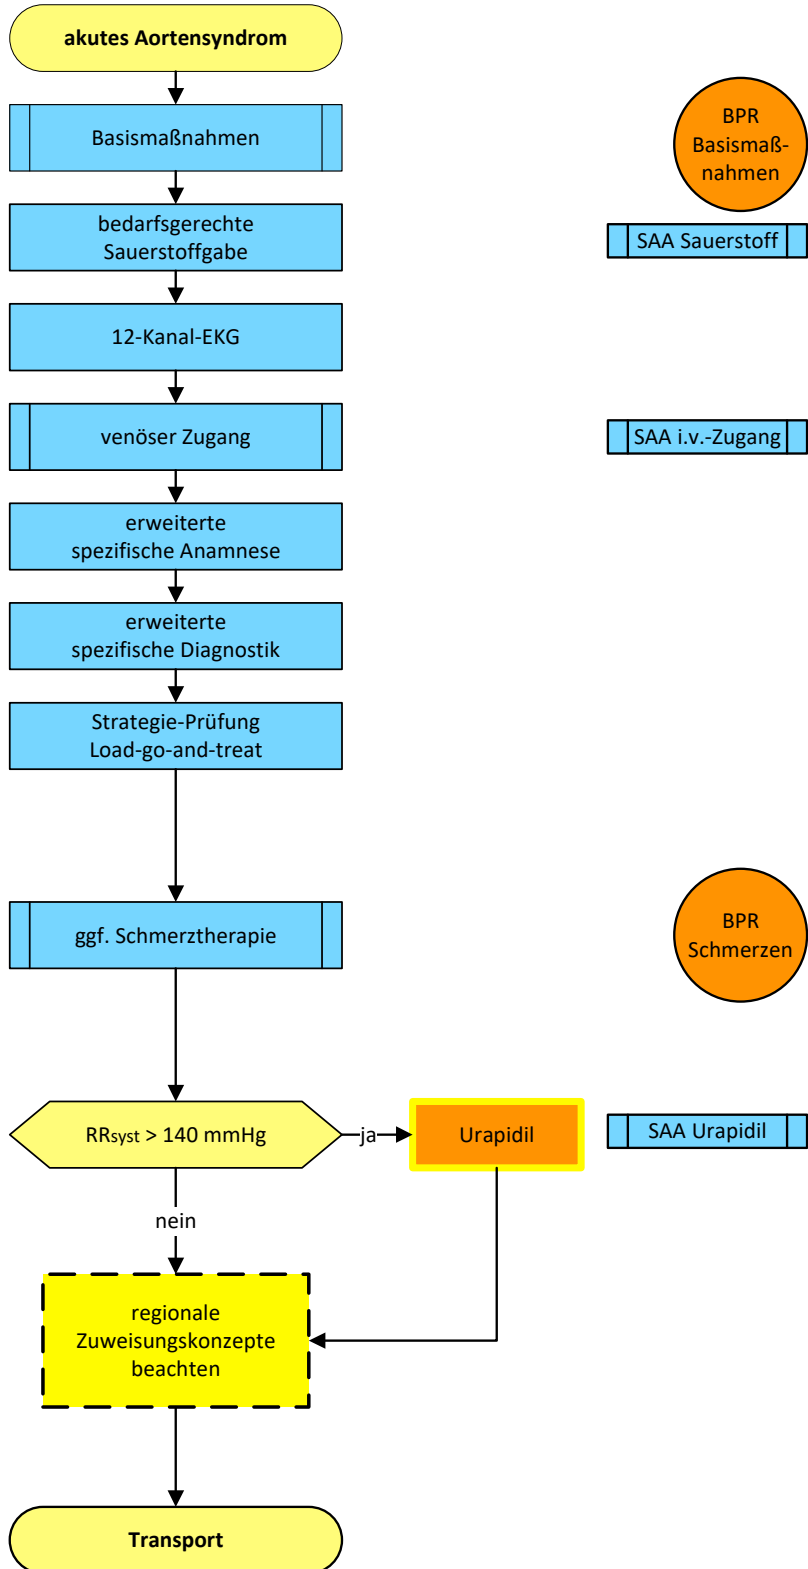 akutes Aortensyndrom
Basismaßnahmen
BPR
Basismaß-
nahmen
bedarfsgerechte
Sauerstoffgabe
SAA Sauerstoff
12-Kanal-EKG
venöser Zugang
SAA i.v.-Zugang
erweiterte
spezifische Anamnese
erweiterte
spezifische Diagnostik
Strategie-Prüfung
Load-go-and-treat
ggf. Schmerztherapie
BPR
Schmerzen
RRsyst > 140 mmHg
ja
Urapidil
SAA Urapidil
nein
regionale
Zuweisungskonzepte
beachten
Transport